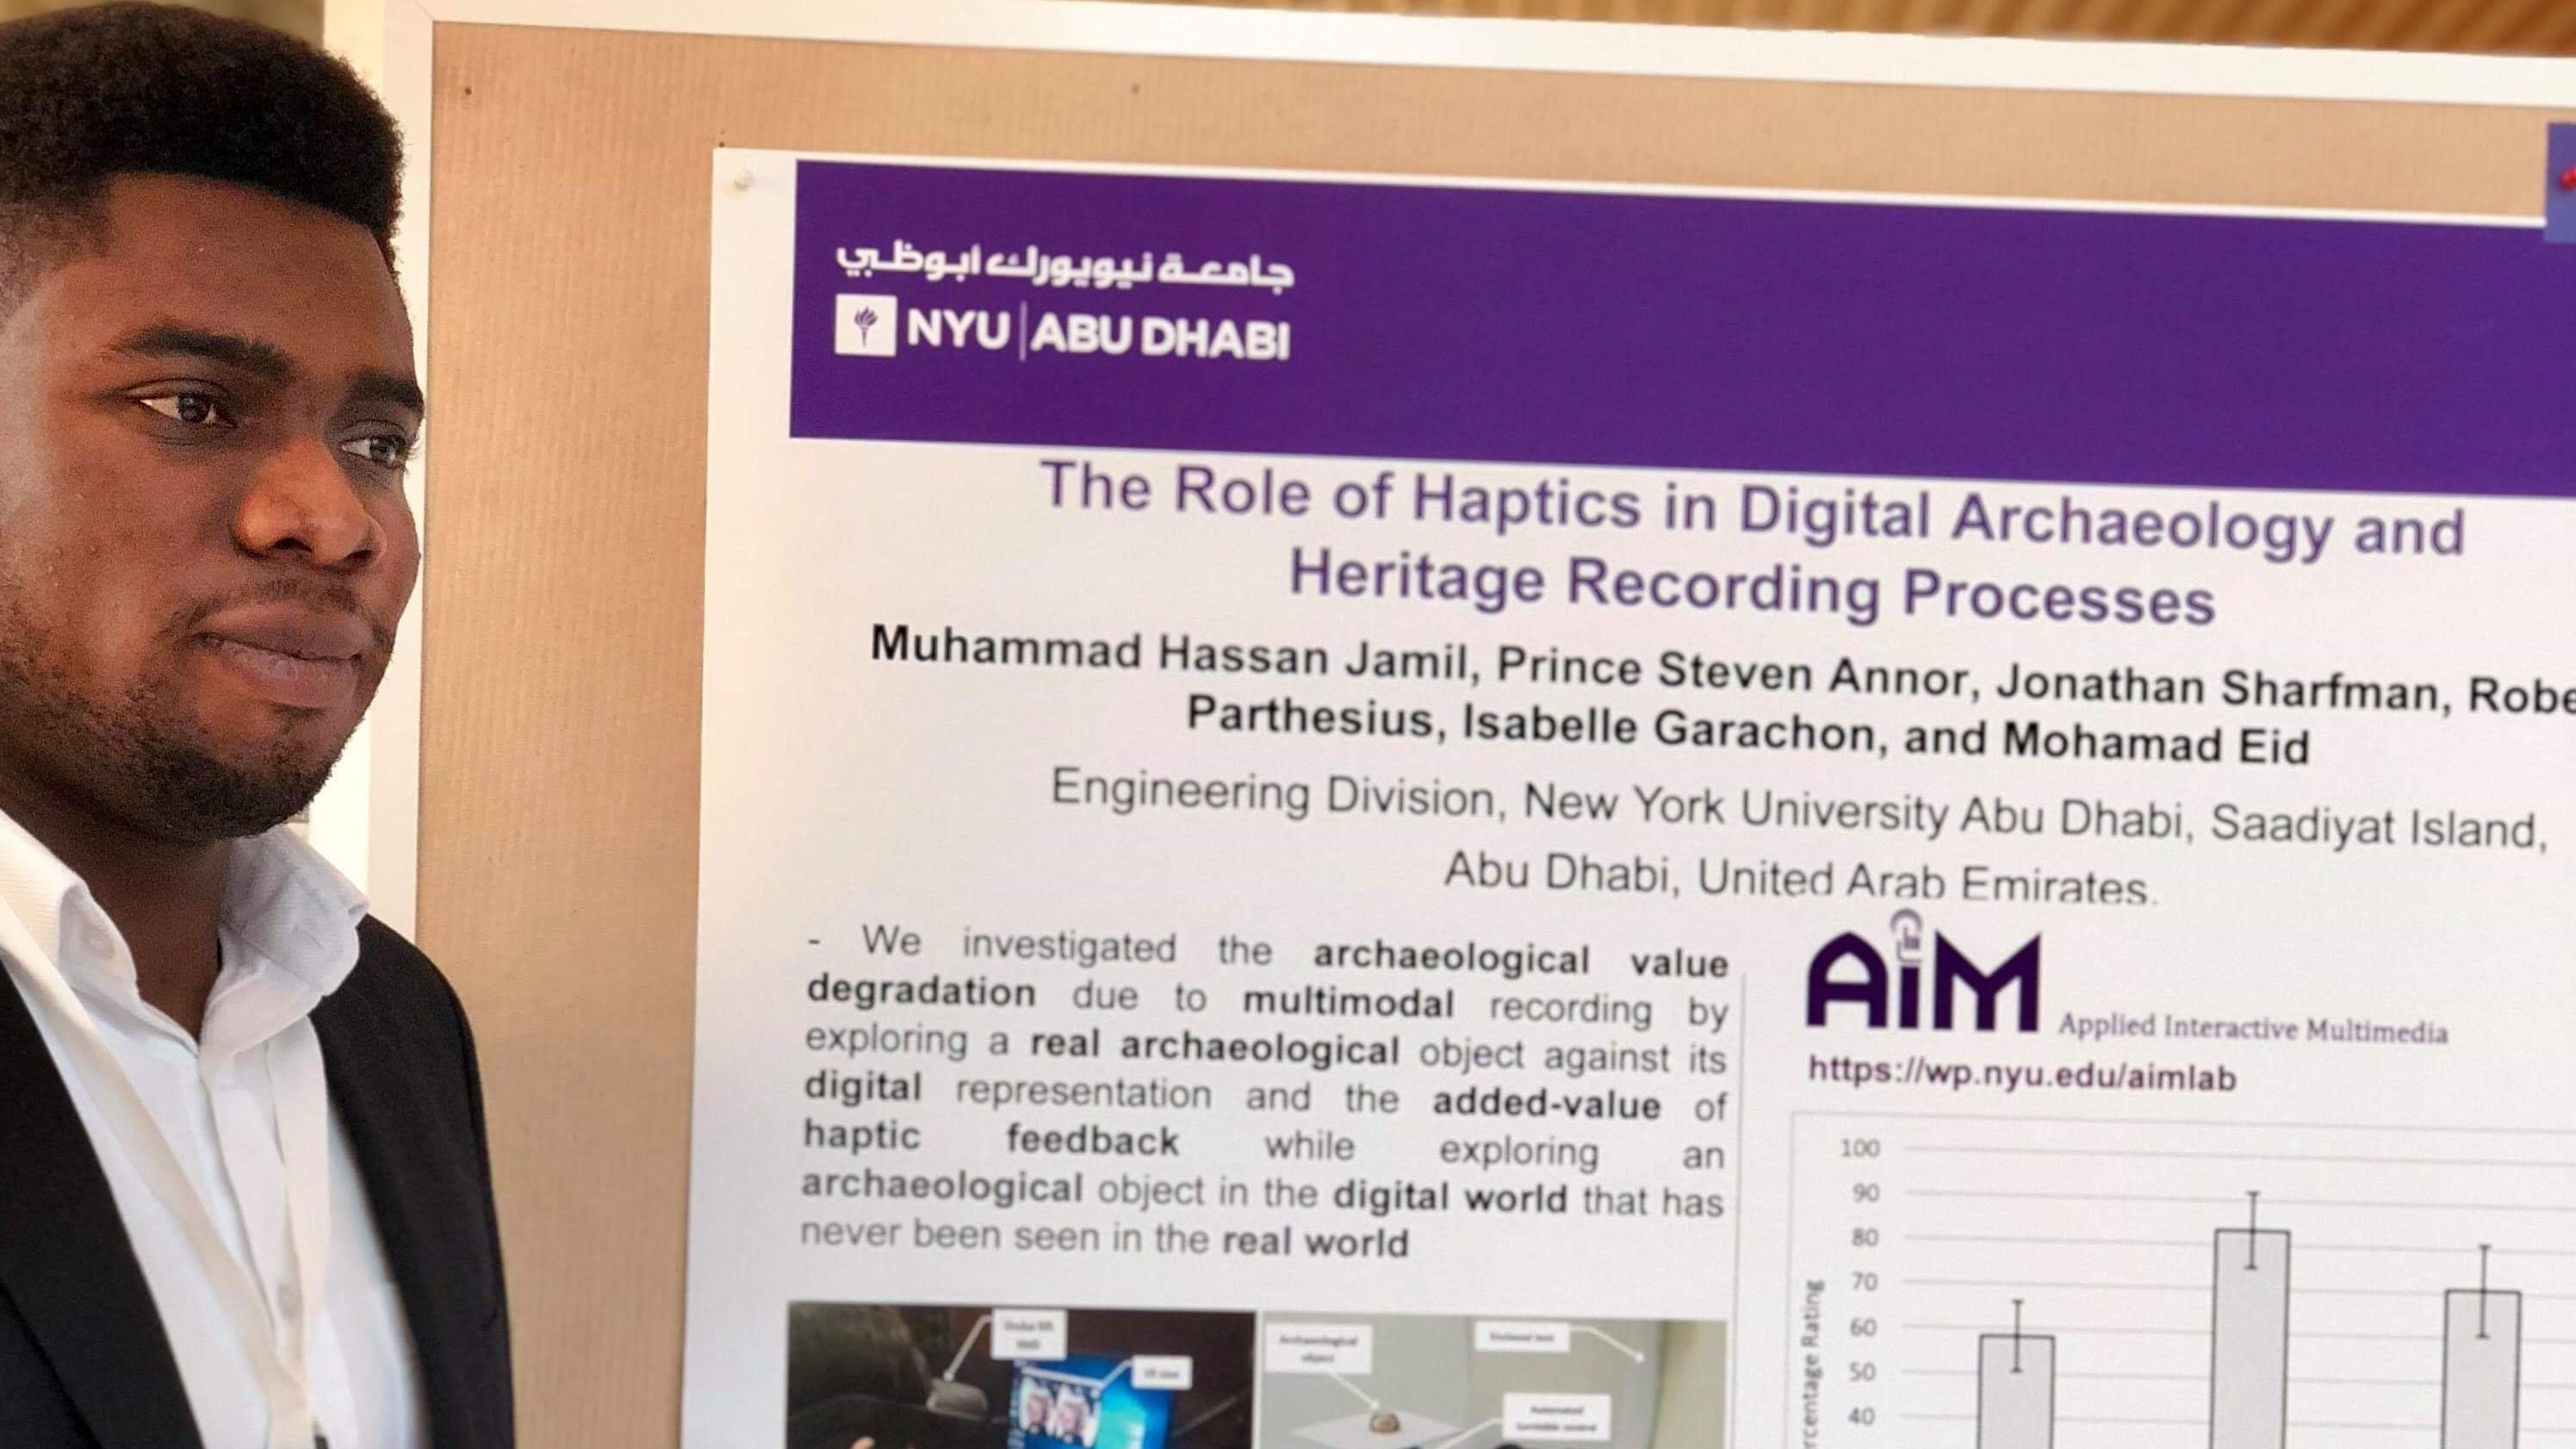 جامعة نيويورك ابوظبي
NYU ABU DHABI
The Role of Haptics in Digital Archaeology and
Heritage Recording Processes
Muhammad Hassan Jamil, Prince Steven Annor, Jonathan Sharfman, Robe
Parthesius, Isabelle Garachon, and Mohamad Eid
Engineering Division, New York University Abu Dhabi, Saadiyat Island,
Abu Dhabi, United Arab Emirates.
- We investigated the archaeological value
degradation due to multimodal recording by
exploring a real archaeological object against its
digital representation and the added-value of
haptic feedback while exploring an
archaeological object in the digital world that has
never been seen in the real world
AiM Applied Interactive Multimedia
https://wp.nyu.edu/aimlab
100
90
80
70
60
50
40
rcentage Rating
Archaeological
object